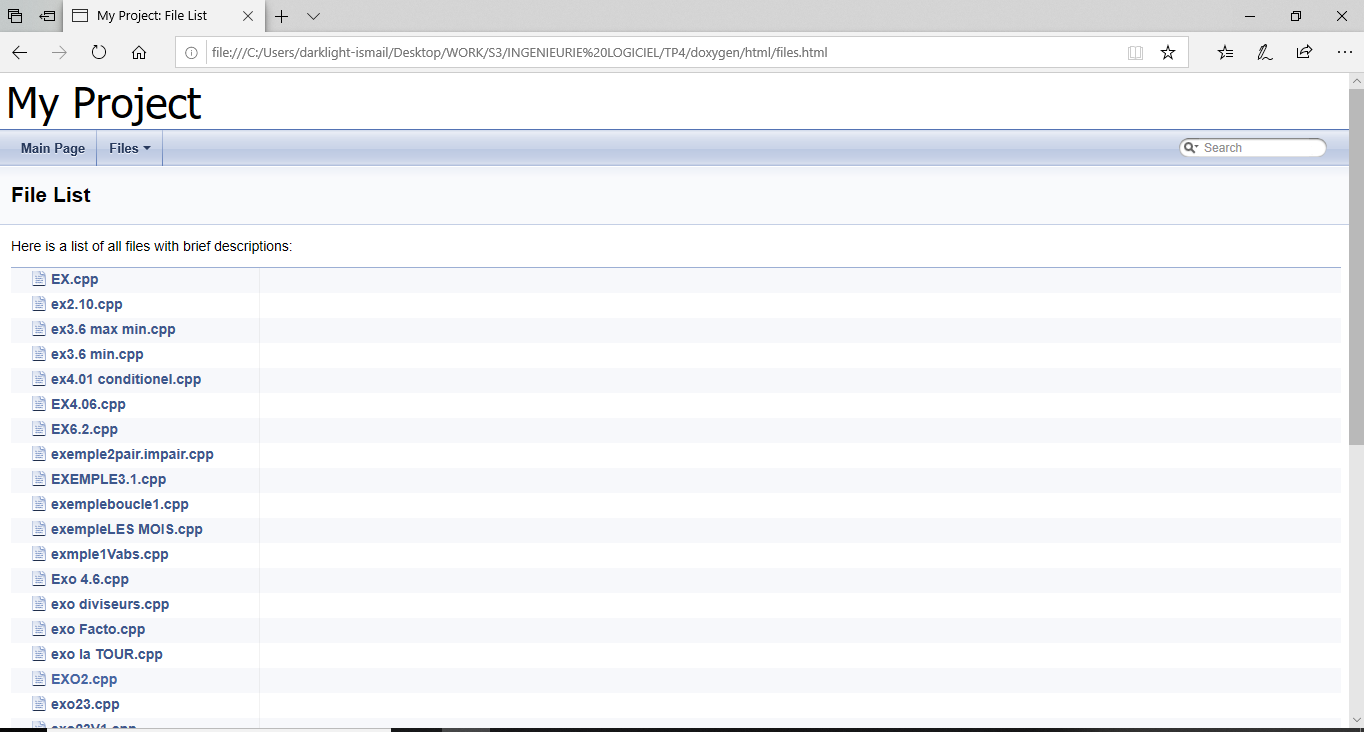 My Project: File List
file:///C:/Users/darklight-ismail/Desktop/WORK/S3/INGENIEURIE%20LOGICIEL/TP4/doxygen/html/files.html
My Project
Main Page Files Search
File List
Here is a list of all files with brief descriptions:
EX.cpp
ex2.10.cpp
ex3.6 max min.cpp
ex3.6 min.cpp
ex4.01 conditionel.cpp
EX4.06.cpp
EX6.2.cpp
exemple2pair.impair.cpp
EXEMPLE3.1.cpp
exempleboucle1.cpp
exempleLES MOIS.cpp
exmple1Vabs.cpp
Exo 4.6.cpp
exo diviseurs.cpp
exo Facto.cpp
exo la TOUR.cpp
EXO2.cpp
exo23.cpp